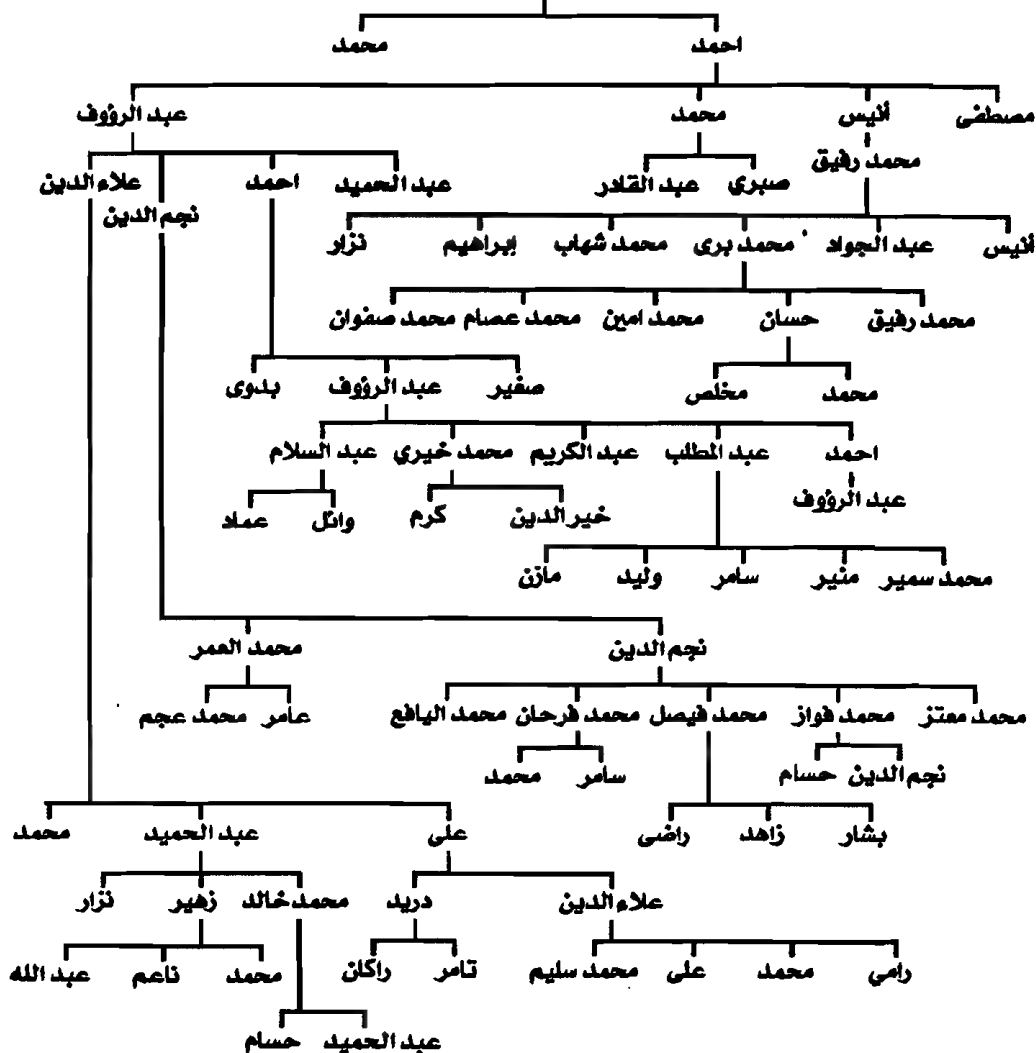 احمد محمد
مصطفى أنيس محمد عبد الرؤوف
محمد رفيق
صبري عبد القادر عبد الحميد احمد علاء الدين
نجم الدين
أنيس عبد الجواد محمد برى محمد شهاب إبراهيم نزار
محمد رفيق حسان محمد امين محمد عصام محمد صفوان
محمد مخلص صفير عبد الرؤوف بدوى
احمد عبد المطلب عبد الكريم محمد خيري عبد السلام
عبد الرؤوف
خير الدين كرم وائل عماد
محمد سمير منير سامر وليد مازن
نجم الدين محمد العمر
محمد معتز محمد فواز محمد فيصل محمد فرحان محمد اليافع عامر محمد عجم
نجم الدين حسام سامر محمد
بشار زاهد راضى على عبد الحميد محمد
علاء الدين دريد محمد خالد زهير نزار
رامي محمد على محمد سليم تامر راكان محمد ناعم عبد الله
عبد الحميد حسام